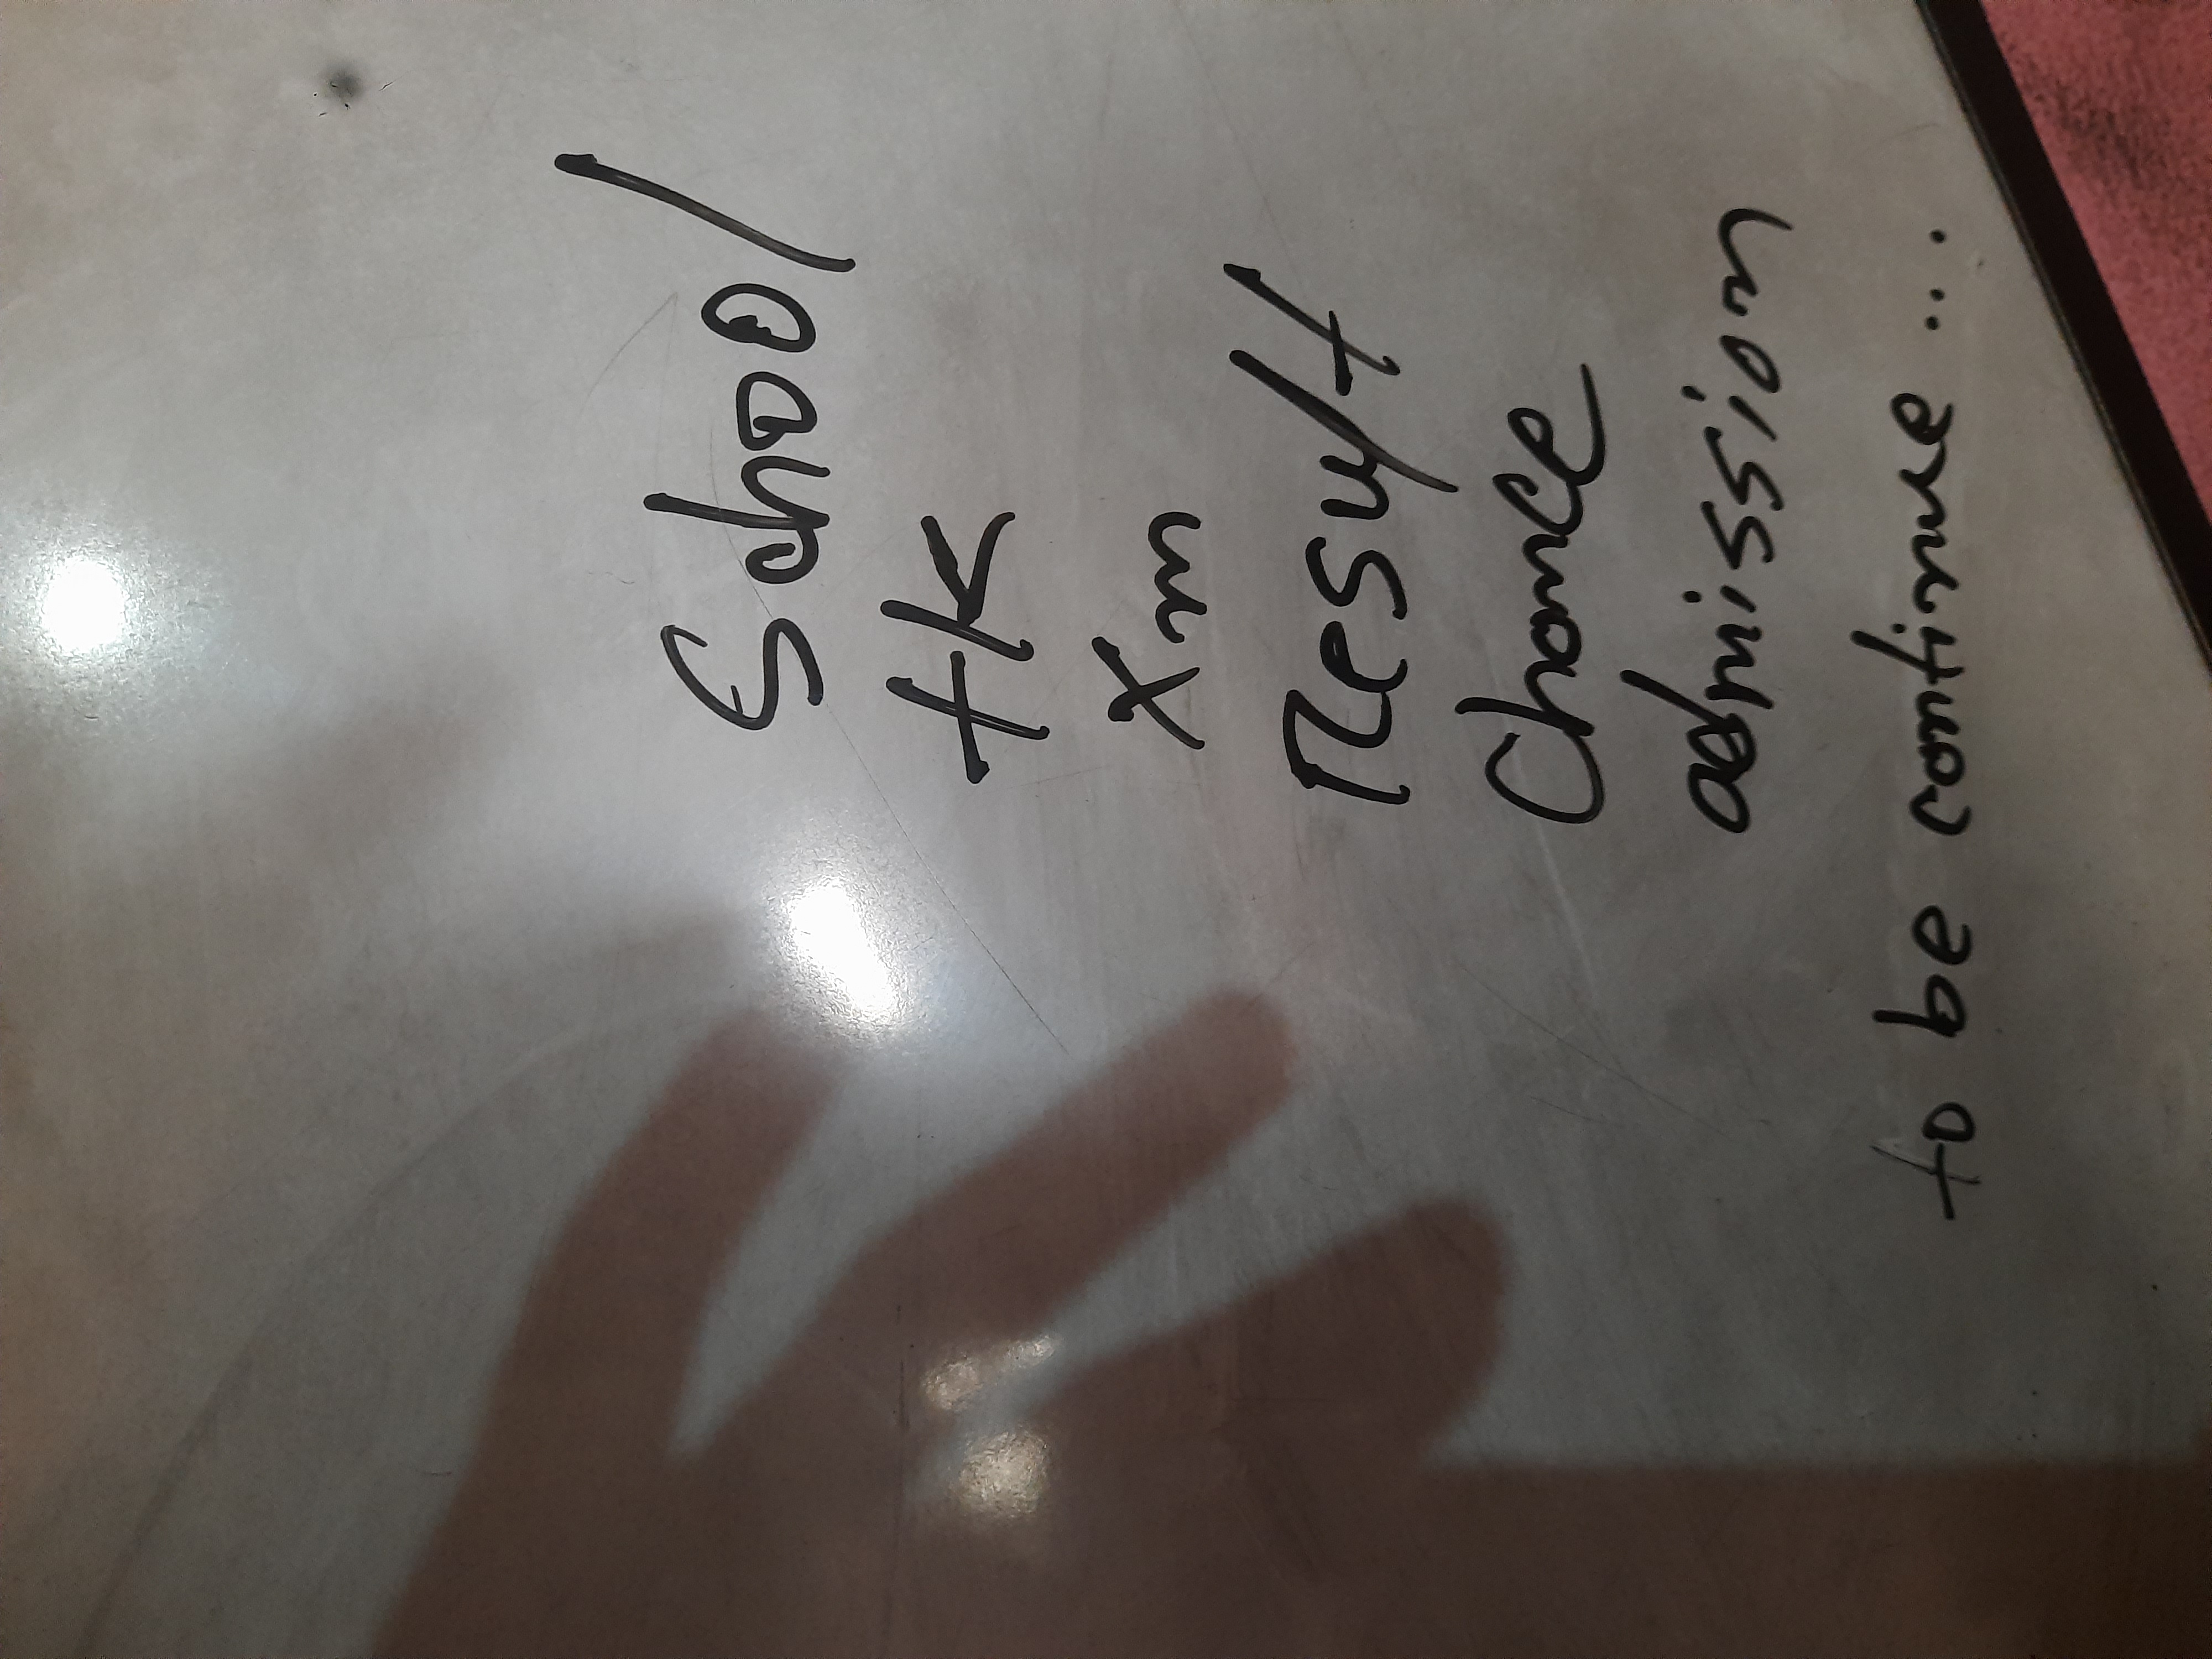 School
tk
xm
Result
Chance
admission
to be continue...